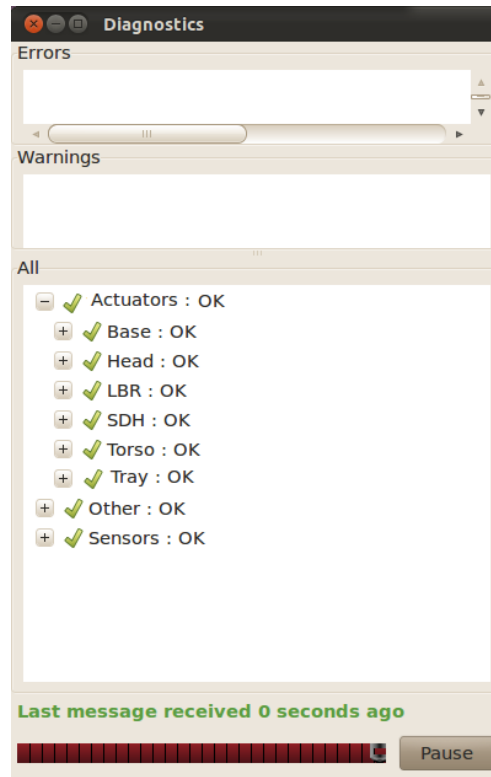 Diagnostics
Errors
Warnings
All
Actuators : OK
Base : OK
Head : OK
LBR : OK
SDH : OK
Torso : OK
Tray : OK
Other : OK
Sensors : OK
Last message received 0 seconds ago
Pause